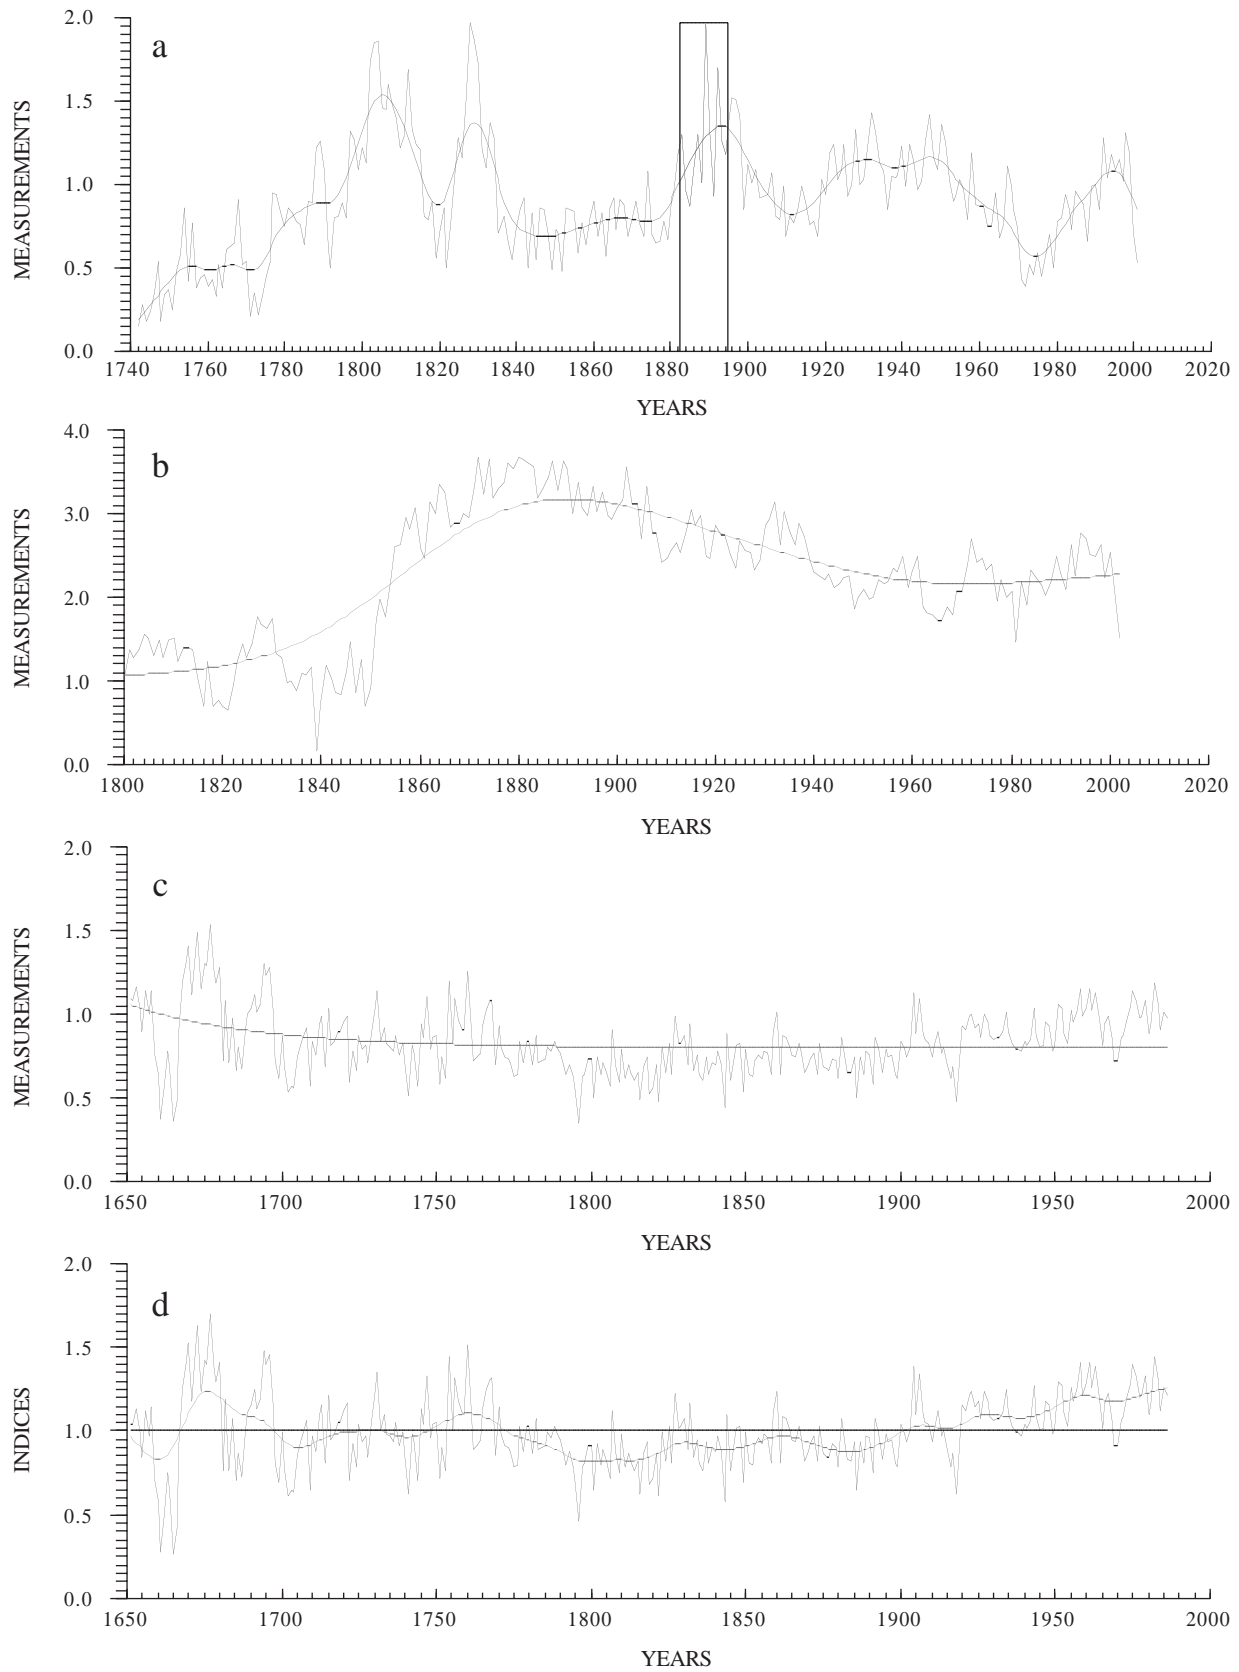 a
MEASUREMENTS
2.0
1.5
1.0
0.5
0.0
1740 1760 1780 1800 1820 1840 1860 1880 1900 1920 1940 1960 1980 2000 2020
YEARS
b
MEASUREMENTS
4.0
3.0
2.0
1.0
0.0
1800 1820 1840 1860 1880 1900 1920 1940 1960 1980 2000 2020
YEARS
c
MEASUREMENTS
2.0
1.5
1.0
0.5
0.0
1650 1700 1750 1800 1850 1900 1950 2000
YEARS
d
INDICES
2.0
1.5
1.0
0.5
0.0
1650 1700 1750 1800 1850 1900 1950 2000
YEARS